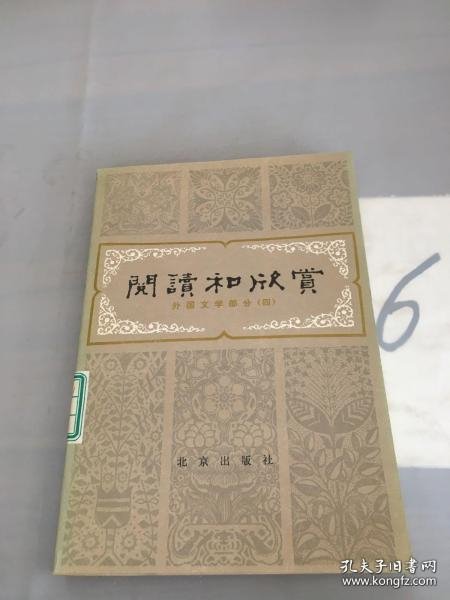 閱讀和欣賞
外国文学部分(四)
北京出版社
6
孔夫子旧书网
www.kongfz.com